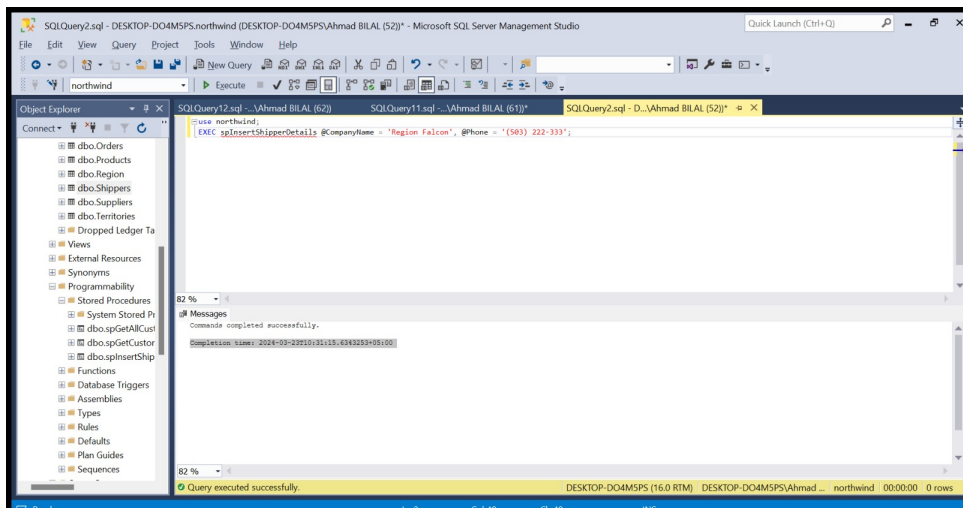 SQLQuery2.sql - DESKTOP-DO4M5PS.northwind (DESKTOP-DO4M5PS\Ahmad BILAL (52))* - Microsoft SQL Server Management Studio
Quick Launch (Ctrl+Q)
File Edit View Query Project Tools Window Help
New Query
northwind
Execute
Object Explorer
SQLQuery12.sql -...\Ahmad BILAL (62))
SQLQuery11.sql -...\Ahmad BILAL (61))*
SQLQuery2.sql - D...\Ahmad BILAL (52))*
Connect
dbo.Orders
dbo.Products
dbo.Region
dbo.Shippers
dbo.Suppliers
dbo.Territories
Dropped Ledger Ta
Views
External Resources
Synonyms
Programmability
Stored Procedures
System Stored Pr
dbo.spGetAllCust
dbo.spGetCustor
dbo.spInsertShip
Functions
Database Triggers
Assemblies
Types
Rules
Defaults
Plan Guides
Sequences
use northwind;
EXEC spInsertShipperDetails @CompanyName = 'Region Falcon', @Phone = '(503) 222-333';
82 %
Messages
Commands completed successfully.
Completion time: 2024-03-23T10:31:15.6343253+05:00
82 %
Query executed successfully.
DESKTOP-DO4M5PS (16.0 RTM) DESKTOP-DO4M5PS\Ahmad ... northwind 00:00:00 0 rows